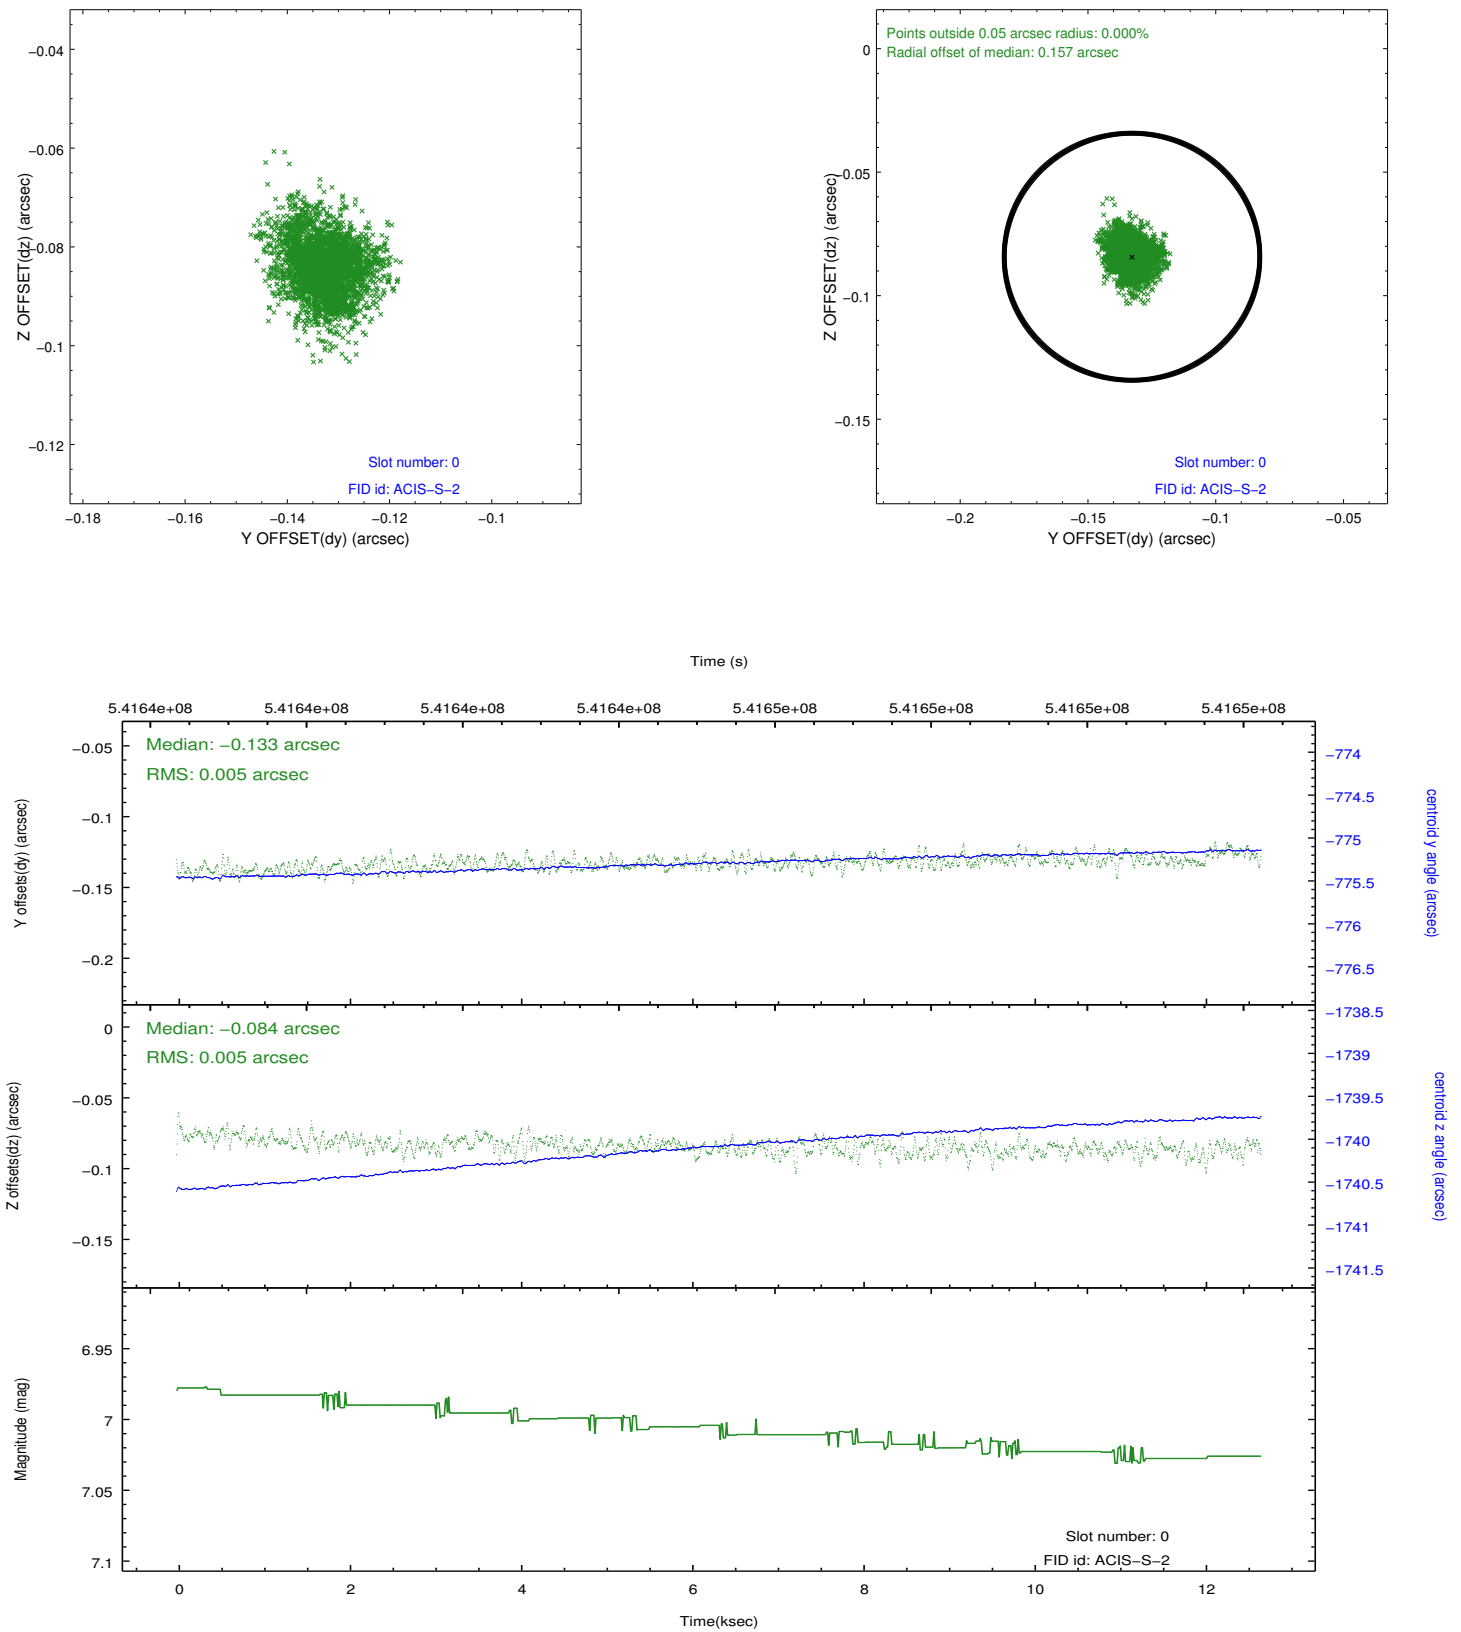 −0.04
−0.06
−0.08
−0.1
−0.12
Z OFFSET(dz) (arcsec)
Slot number: 0
FID id: ACIS−S−2
−0.18 −0.16 −0.14 −0.12 −0.1
Y OFFSET(dy) (arcsec)
Points outside 0.05 arcsec radius: 0.000%
Radial offset of median: 0.157 arcsec
0
−0.05
−0.1
−0.15
Z OFFSET(dz) (arcsec)
Slot number: 0
FID id: ACIS−S−2
−0.2 −0.15 −0.1 −0.05
Y OFFSET(dy) (arcsec)
Time (s)
5.4164e+08 5.4164e+08 5.4164e+08 5.4164e+08 5.4165e+08 5.4165e+08 5.4165e+08 5.4165e+08
Median: −0.133 arcsec
RMS: 0.005 arcsec
−0.05
−0.1
−0.15
−0.2
Y offsets(dy) (arcsec)
−774
−774.5
−775
−775.5
−776
−776.5
centroid y angle (arcsec)
Median: −0.084 arcsec
RMS: 0.005 arcsec
0
−0.05
−0.1
−0.15
Z offsets(dz) (arcsec)
−1738.5
−1739
−1739.5
−1740
−1740.5
−1741
−1741.5
centroid z angle (arcsec)
6.95
7
7.05
7.1
Magnitude (mag)
Slot number: 0
FID id: ACIS−S−2
0 2 4 6 8 10 12
Time(ksec)